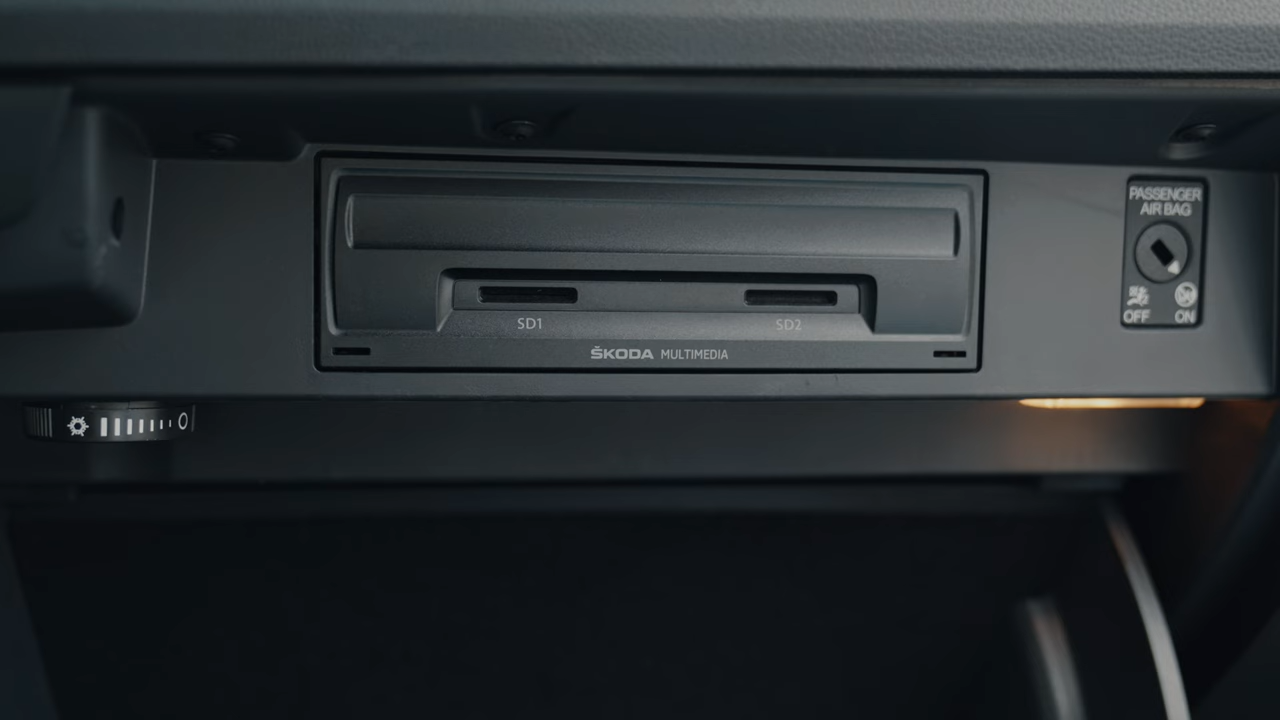 PASSENGER
AIR BAG
OFF ON
SD1 SD2
ŠKODA MULTIMEDIA